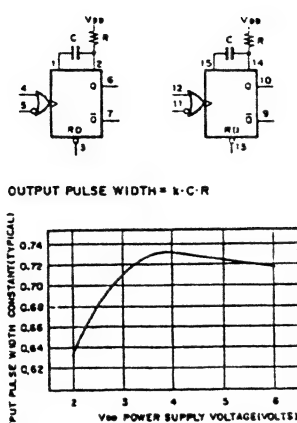 VDD
VDD
C
R
C
R
1
2
15
14
4
5
6
Q
Q
7
12
11
10
Q
Q
9
RD
3
RD
13
OUTPUT PULSE WIDTH = k·C·R
PUT PULSE WIDTH CONSTANT(TYPICAL)
0.74
0.72
0.70
0.68
0.66
0.64
0.62
2
3
4
5
6
VDD POWER SUPPLY VOLTAGE(VOLTS)